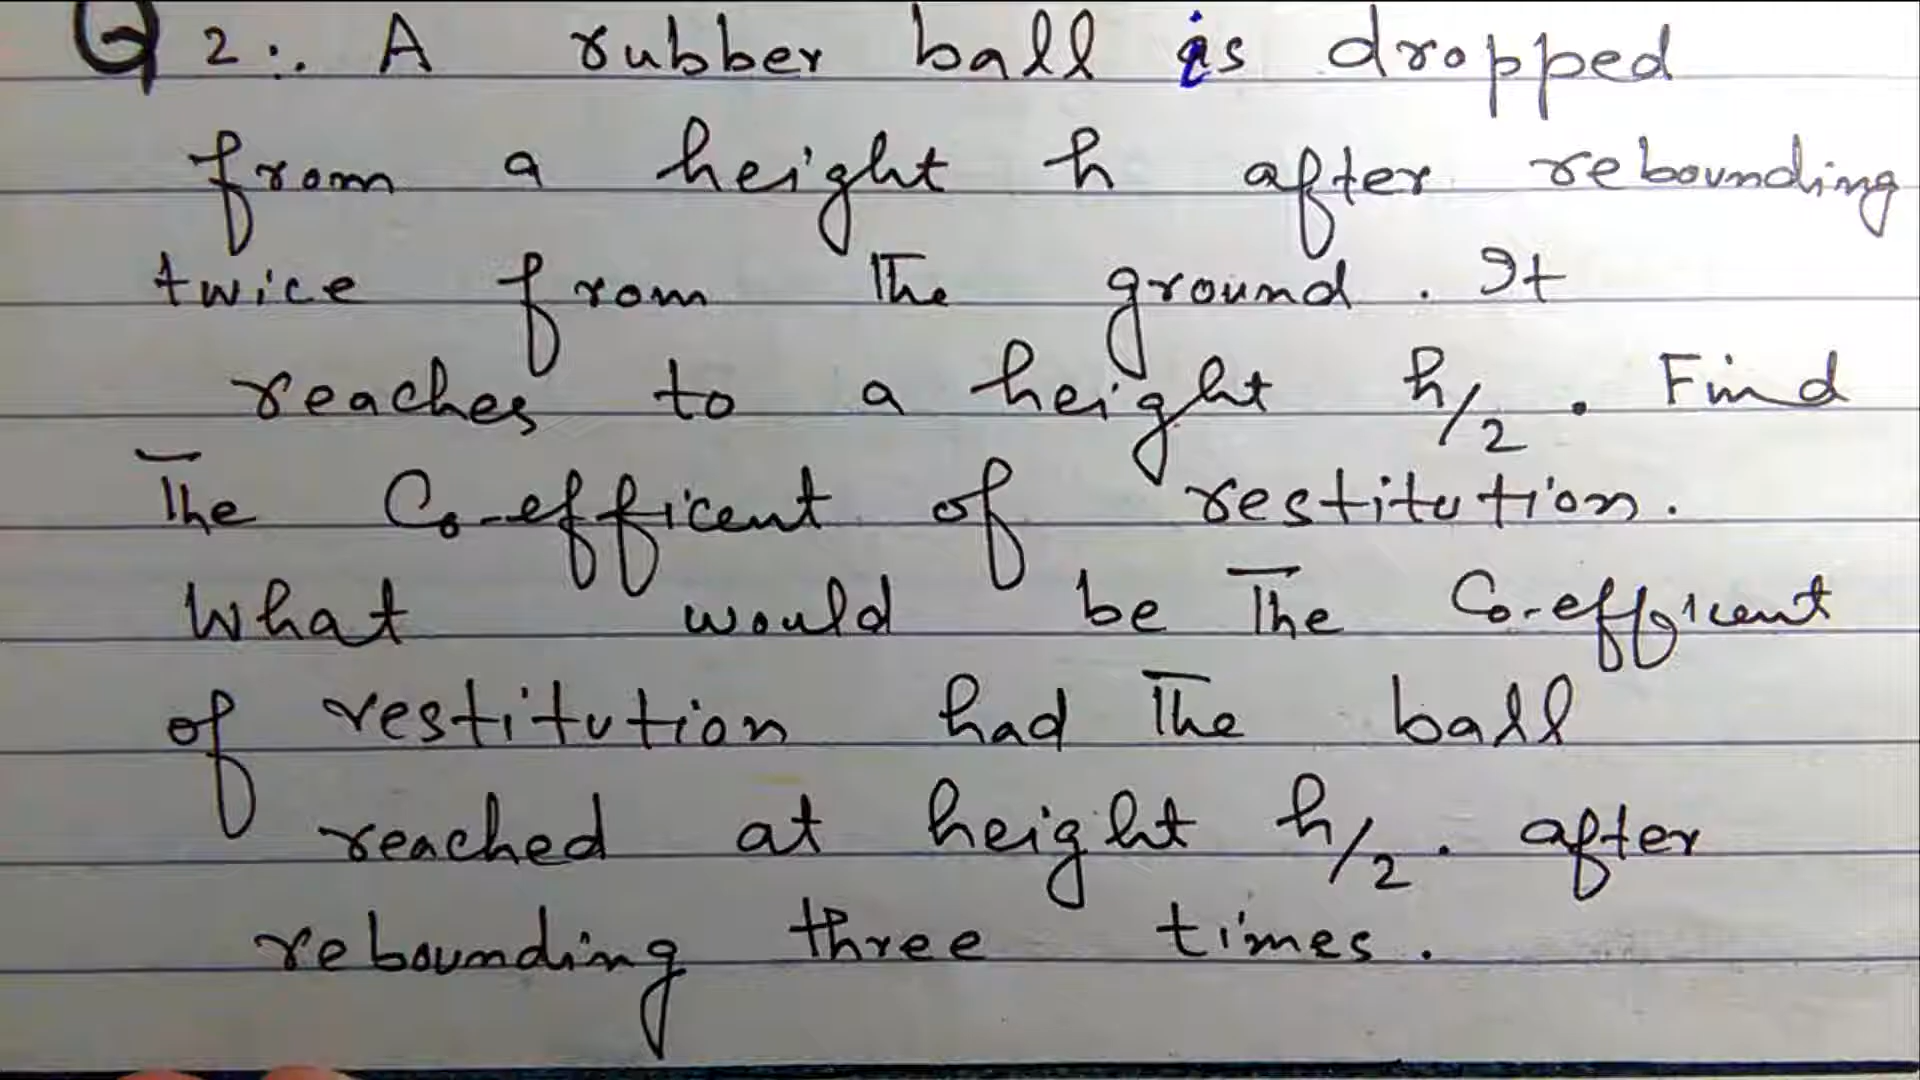 Q 2:. A rubber ball is dropped
from a height h after rebounding
twice from the ground. It
reaches to a height h/2. Find
The Co-efficent of restitution.
What would be The Co-efficent
of restitution had The ball
reached at height h/2. after
rebounding three times.